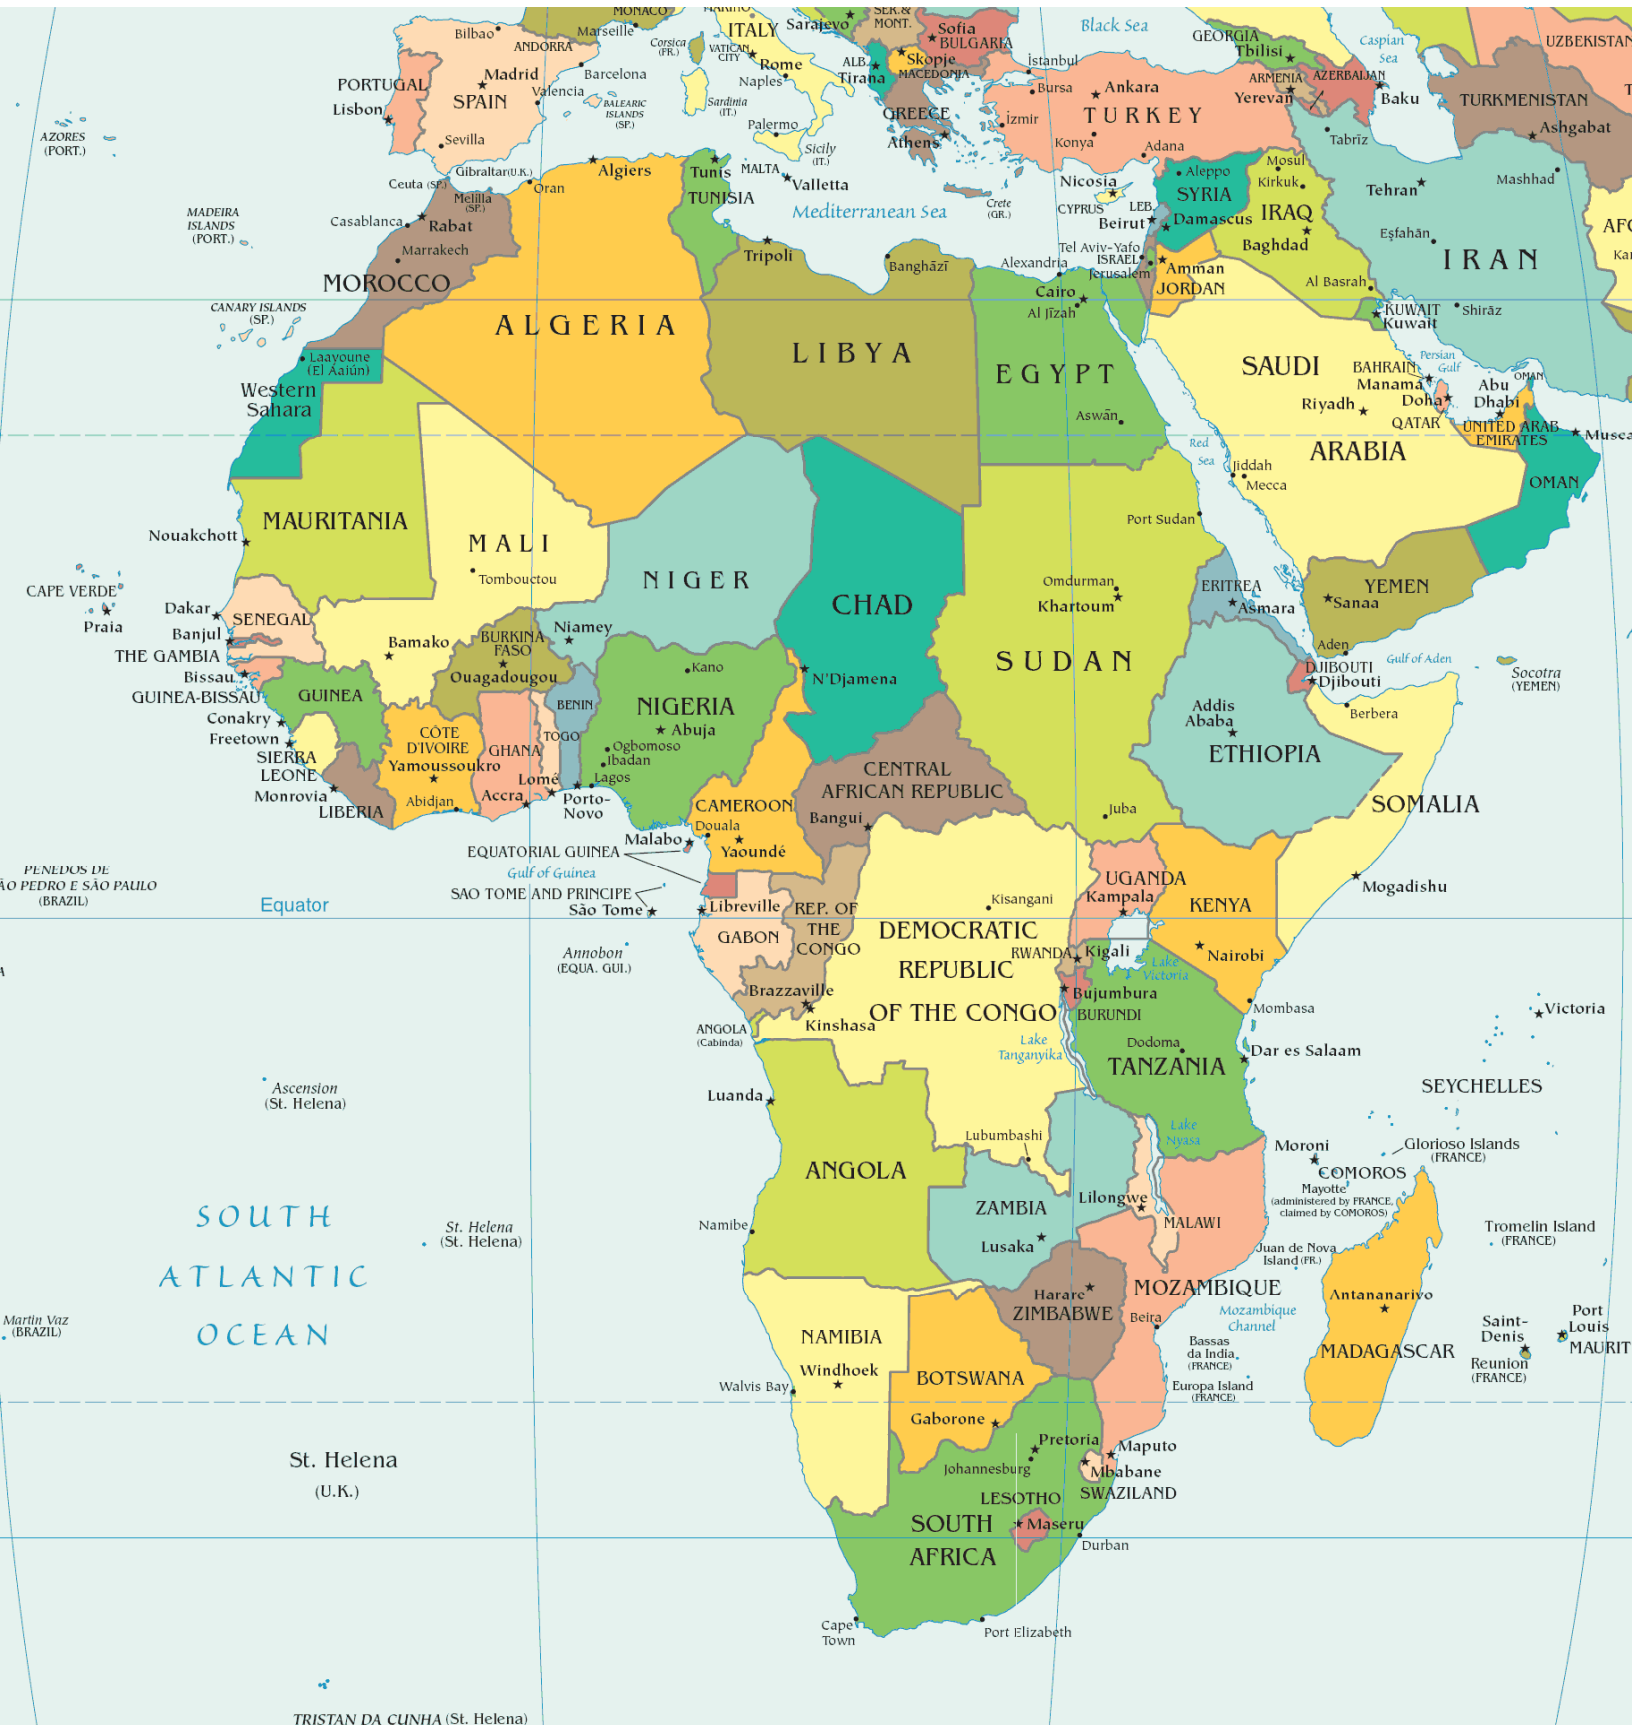 MONACO
ITALY
Sarajevo
SER.&
MONT.
Sofia
BULGARIA
Black Sea
GEORGIA
Tbilisi
Caspian
Sea
UZBEKISTAN
Bilbao
ANDORRA
Marseille
Corsica
(FR.)
VATICAN
CITY
Rome
Naples
ALB.
Tirana
Skopje
MACEDONIA
İstanbul
Bursa
Ankara
TURKEY
ARMENIA
Yerevan
AZERBAIJAN
Baku
TURKMENISTAN
Ashgabat
PORTUGAL
Lisbon
Madrid
SPAIN
Barcelona
Valencia
BALEARIC
ISLANDS
(SP.)
Sardinia
(IT.)
Palermo
Sicily
(IT.)
GREECE
Athens
İzmir
Konya
Adana
Tabrīz
AZORES
(PORT.)
Sevilla
Gibraltar(U.K.)
Ceuta (SP.)
Melilla
(SP.)
Oran
Algiers
Tunis
TUNISIA
MALTA
Valletta
Crete
(GR.)
Mediterranean Sea
Nicosia
CYPRUS
LEB.
Beirut
Aleppo
SYRIA
Damascus
Mosul
Kirkuk
IRAQ
Baghdad
Tehran
Mashhad
Eşfahān
IRAN
AFG
Kan
MADEIRA
ISLANDS
(PORT.)
Casablanca
Rabat
Marrakech
MOROCCO
Tripoli
Banghāzī
Alexandria
Tel Aviv-Yafo
ISRAEL
Jerusalem
Amman
JORDAN
Al Basrah
KUWAIT
Kuwait
Shirāz
CANARY ISLANDS
(SP.)
Cairo
Al Jīzah
ALGERIA
LIBYA
EGYPT
Aswān
SAUDI
ARABIA
Riyadh
BAHRAIN
Manama
Persian
Gulf
Doha
QATAR
OMAN
Abu
Dhabi
UNITED ARAB
EMIRATES
Musca
OMAN
Laayoune
(El Aaiún)
Western
Sahara
Red
Sea
Jiddah
Mecca
MAURITANIA
Nouakchott
MALI
Tombouctou
NIGER
CHAD
Port Sudan
Omdurman
Khartoum
SUDAN
ERITREA
Asmara
YEMEN
Sanaa
Aden
Gulf of Aden
Socotra
(YEMEN)
CAPE VERDE
Praia
Dakar
SENEGAL
Banjul
THE GAMBIA
Bissau
GUINEA-BISSAU
Bamako
BURKINA
FASO
Ouagadougou
Niamey
Kano
N'Djamena
DJIBOUTI
Djibouti
Berbera
GUINEA
Conakry
Freetown
SIERRA
LEONE
Monrovia
LIBERIA
CÔTE
D'IVOIRE
Yamoussoukro
Abidjan
GHANA
Accra
TOGO
Lomé
BENIN
Porto-
Novo
NIGERIA
Abuja
Ogbomoso
Ibadan
Lagos
Addis
Ababa
ETHIOPIA
SOMALIA
Mogadishu
CENTRAL
AFRICAN REPUBLIC
Bangui
Juba
CAMEROON
Douala
Yaoundé
Malabo
EQUATORIAL GUINEA
Gulf of Guinea
SAO TOME AND PRINCIPE
São Tome
PENEDOS DE
ÃO PEDRO E SÃO PAULO
(BRAZIL)
Equator
Libreville
GABON
REP. OF
THE
CONGO
Brazzaville
Annobon
(EQUA. GUI.)
Kisangani
DEMOCRATIC
REPUBLIC
OF THE CONGO
Kinshasa
UGANDA
Kampala
KENYA
Nairobi
RWANDA
Kigali
Lake
Victoria
Bujumbura
BURUNDI
Mombasa
Victoria
ANGOLA
(Cabinda)
Lake
Tanganyika
Dodoma
TANZANIA
Dar es Salaam
SEYCHELLES
Ascension
(St. Helena)
Luanda
ANGOLA
Lubumbashi
Lake
Nyasa
Moroni
COMOROS
Glorioso Islands
(FRANCE)
Mayotte
(administered by FRANCE,
claimed by COMOROS)
SOUTH
ATLANTIC
OCEAN
St. Helena
(St. Helena)
Namibe
ZAMBIA
Lusaka
Lilongwe
MALAWI
Juan de Nova
Island (FR.)
Tromelin Island
(FRANCE)
Martin Vaz
(BRAZIL)
Harare
ZIMBABWE
MOZAMBIQUE
Beira
Mozambique
Channel
Antananarivo
MADAGASCAR
Saint-
Denis
Reunion
(FRANCE)
Port
Louis
MAURIT
NAMIBIA
Windhoek
Walvis Bay
BOTSWANA
Gaborone
Bassas
da India
(FRANCE)
Europa Island
(FRANCE)
St. Helena
(U.K.)
Pretoria
Johannesburg
Maputo
Mbabane
SWAZILAND
LESOTHO
Maseru
SOUTH
AFRICA
Durban
Cape
Town
Port Elizabeth
TRISTAN DA CUNHA (St. Helena)